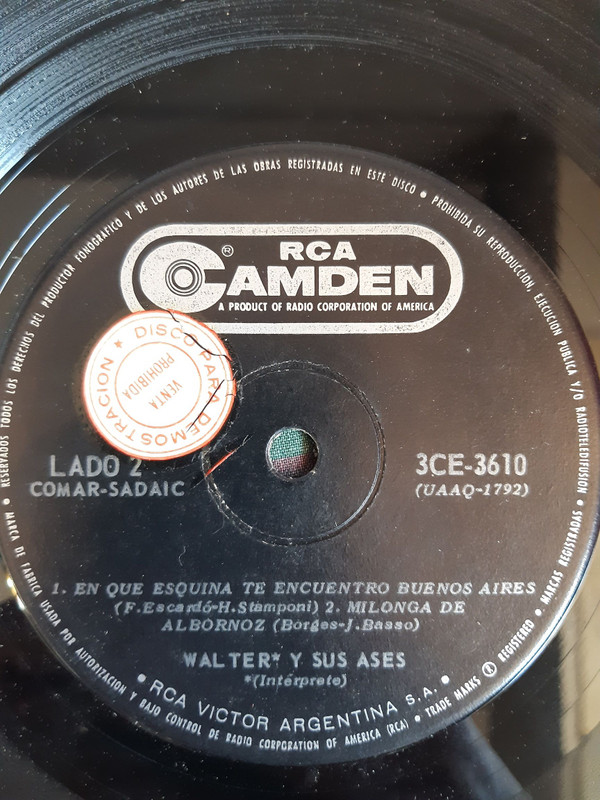 RESERVADOS TODOS LOS DERECHOS DEL PRODUCTOR FONOGRAFICO Y DE LOS AUTORES DE LAS OBRAS REGISTRADAS EN ESTE DISCO • PROHIBIDA SU REPRODUCCION, EJECUCION PUBLICA Y/O RADIOTELEDIFUSION •
RCA
CAMDEN ®
A PRODUCT OF RADIO CORPORATION OF AMERICA
★ DISCO PARA DEMOSTRACION
VENTA
PROHIBIDA
LADO 2
COMAR-SADAIC
3CE-3610
(UAAQ-1792)
1. EN QUE ESQUINA TE ENCUENTRO BUENOS AIRES
(F.Escardó-H.Stamponi) 2. MILONGA DE
ALBORNOZ (Borges-J.Basso)
WALTER* Y SUS ASES
*(Intérprete)
• RCA VICTOR ARGENTINA S.A. •
MARCA DE FABRICA USADA POR AUTORIZACION Y BAJO CONTROL DE RADIO CORPORATION OF AMERICA (RCA) • TRADE MARKS ® REGISTERED • MARCAS REGISTRADAS •